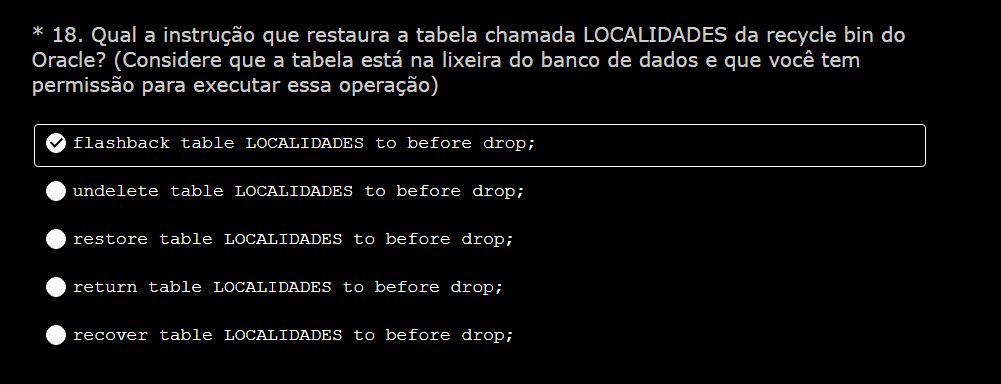 * 18. Qual a instrução que restaura a tabela chamada LOCALIDADES da recycle bin do
Oracle? (Considere que a tabela está na lixeira do banco de dados e que você tem
permissão para executar essa operação)
flashback table LOCALIDADES to before drop;
undelete table LOCALIDADES to before drop;
restore table LOCALIDADES to before drop;
return table LOCALIDADES to before drop;
recover table LOCALIDADES to before drop;